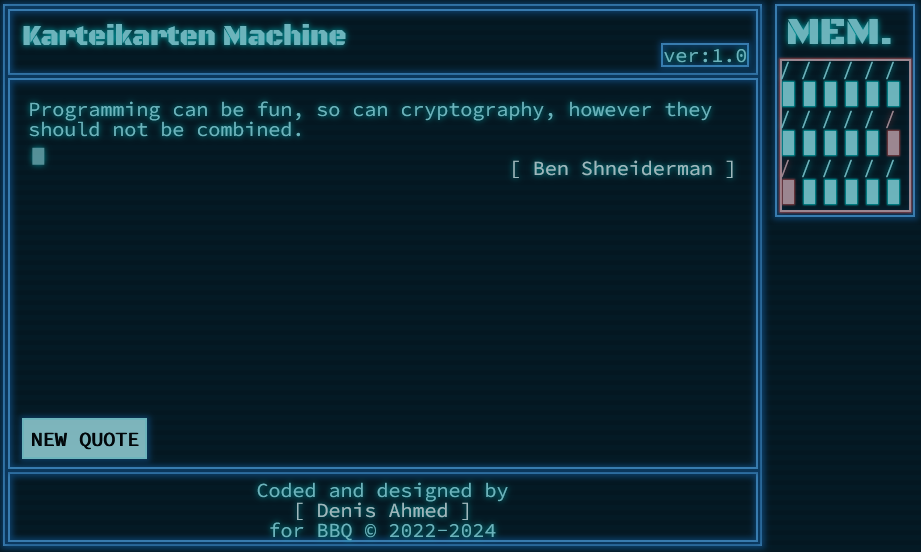 Karteikarten Machine
ver:1.0
Programming can be fun, so can cryptography, however they
should not be combined.
[ Ben Shneiderman ]
NEW QUOTE
Coded and designed by
[ Denis Ahmed ]
for BBQ © 2022-2024
MEM.
/ / / / / /
/ / / / / /
/ / / / / /